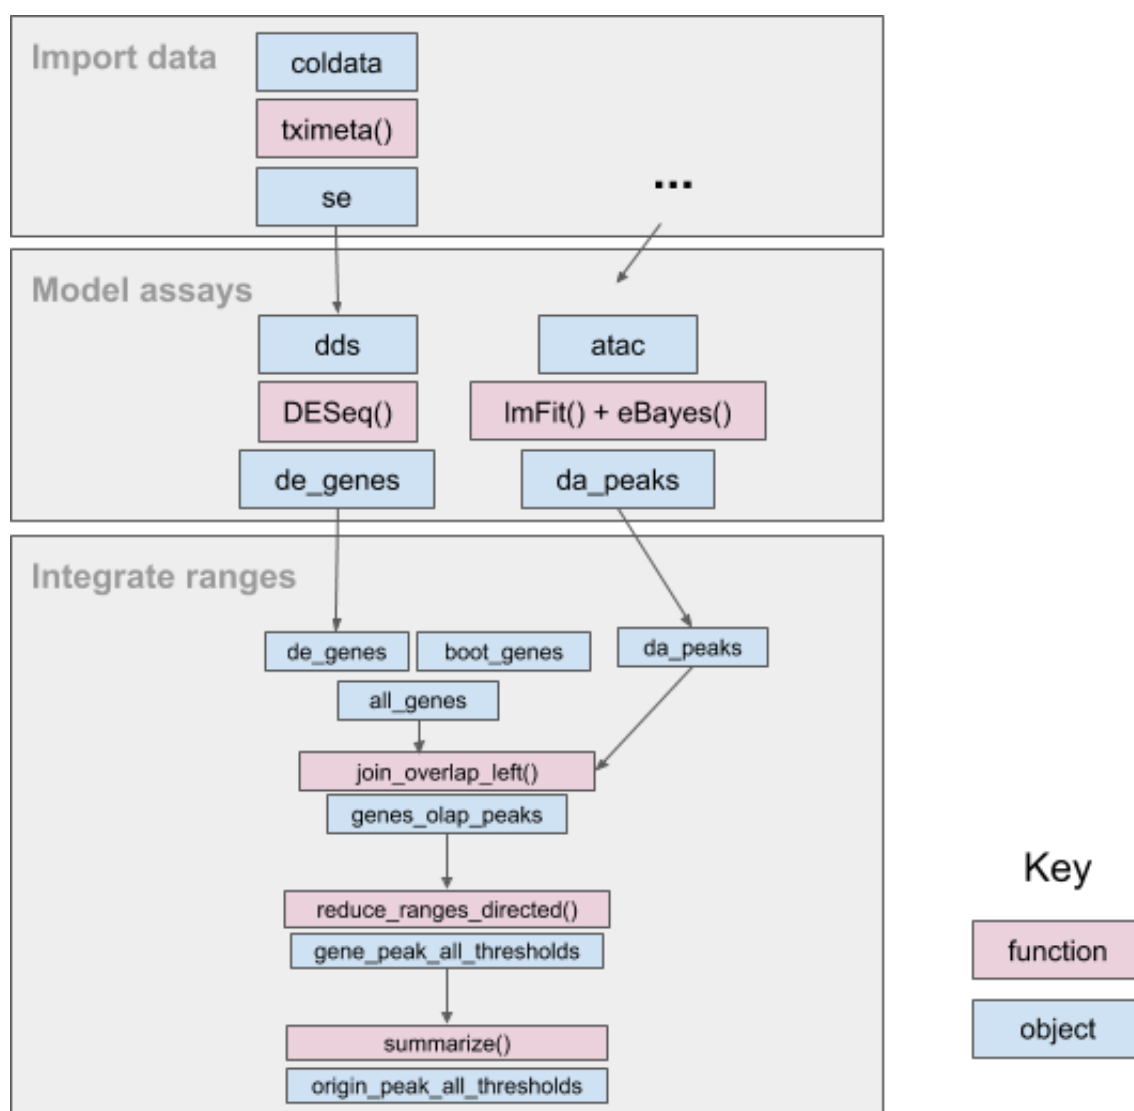 Import data
coldata
tximeta()
se
...
Model assays
dds
atac
DESeq()
lmFit() + eBayes()
de_genes
da_peaks
Integrate ranges
de_genes
boot_genes
da_peaks
all_genes
join_overlap_left()
genes_olap_peaks
reduce_ranges_directed()
gene_peak_all_thresholds
summarize()
origin_peak_all_thresholds
Key
function
object